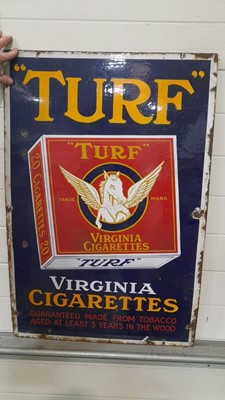 "TURF"
20 CIGARETTES 20
"TURF"
TRADE MARK
VIRGINIA
CIGARETTES
"TURF"
VIRGINIA
CIGARETTES
GUARANTEED MADE FROM TOBACCO
AGED AT LEAST 3 YEARS IN THE WOOD